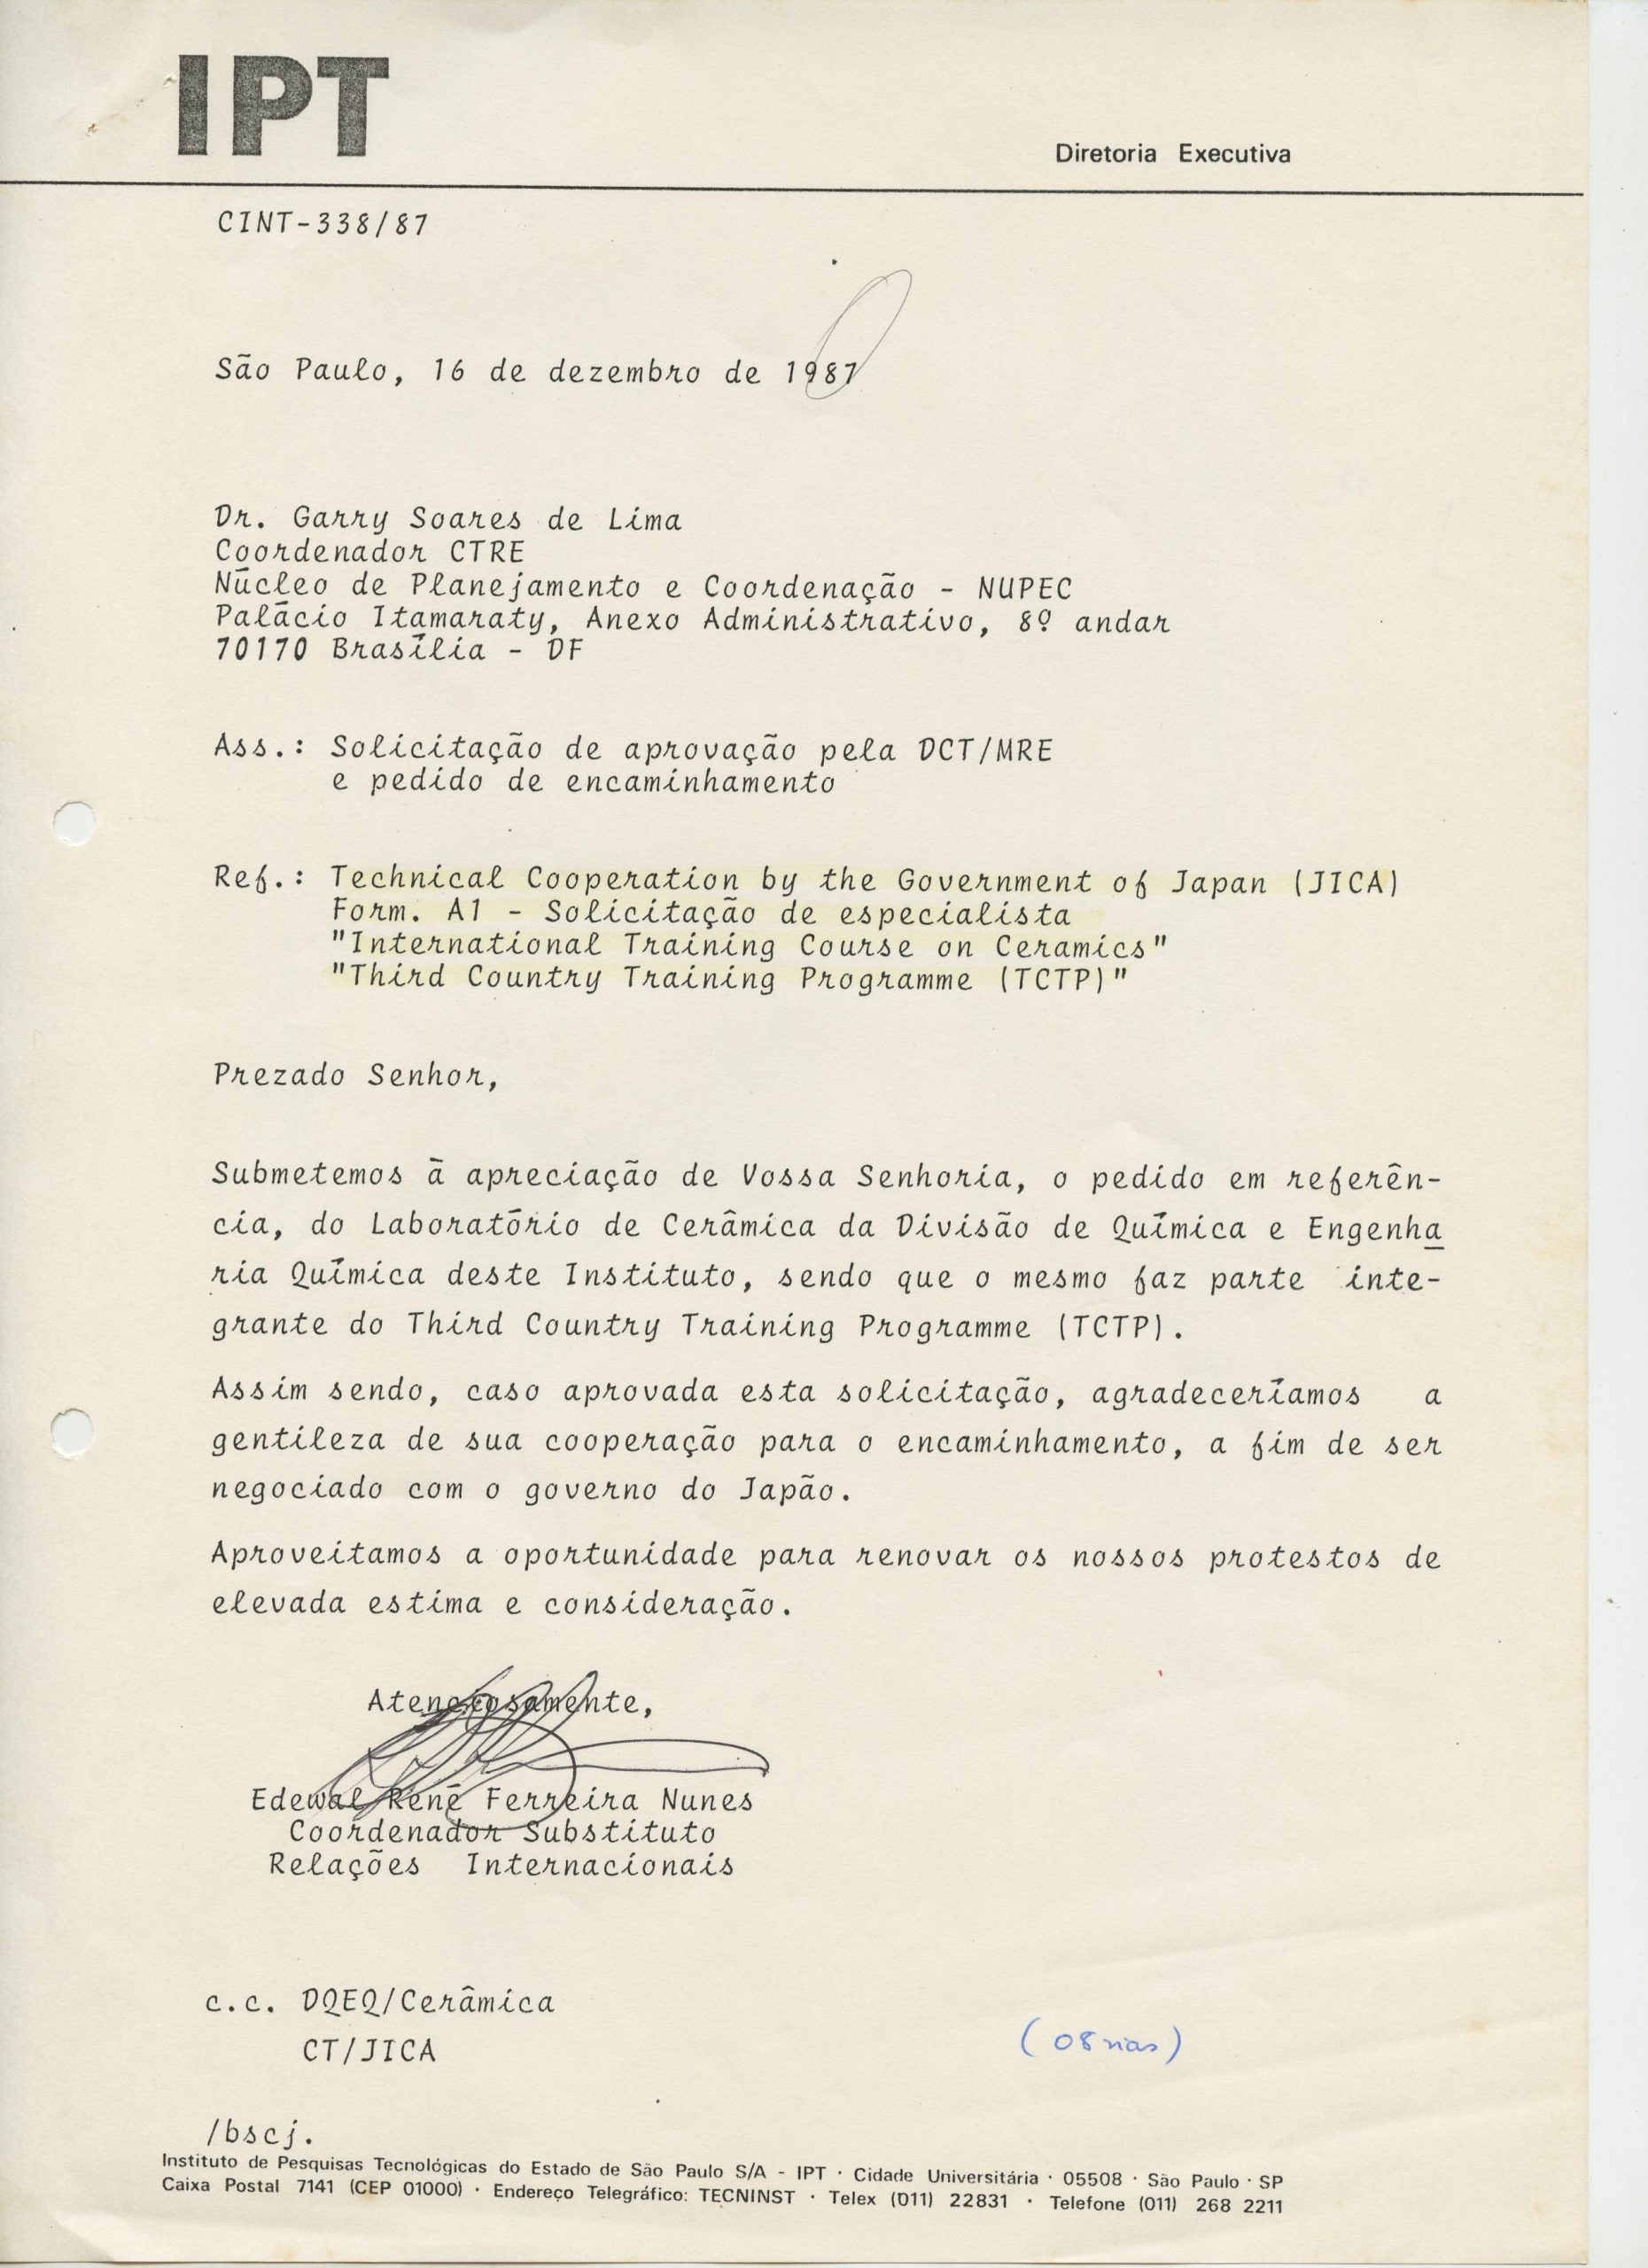 IPT
Diretoria Executiva
CINT-338/87
São Paulo, 16 de dezembro de 1987
Dr. Garry Soares de Lima
Coordenador CTRE
Núcleo de Planejamento e Coordenação - NUPEC
Palácio Itamaraty, Anexo Administrativo, 8º andar
70170 Brasília - DF
Ass.: Solicitação de aprovação pela DCT/MRE
e pedido de encaminhamento
Ref.: Technical Cooperation by the Government of Japan (JICA)
Form. A1 - Solicitação de especialista
"International Training Course on Ceramics"
"Third Country Training Programme (TCTP)"
Prezado Senhor,
Submetemos à apreciação de Vossa Senhoria, o pedido em referên-
cia, do Laboratório de Cerâmica da Divisão de Química e Engenha
ria Química deste Instituto, sendo que o mesmo faz parte inte-
grante do Third Country Training Programme (TCTP).
Assim sendo, caso aprovada esta solicitação, agradeceríamos a
gentileza de sua cooperação para o encaminhamento, a fim de ser
negociado com o governo do Japão.
Aproveitamos a oportunidade para renovar os nossos protestos de
elevada estima e consideração.
Atenciosamente,
Edewal René Ferreira Nunes
Coordenador Substituto
Relações Internacionais
c.c. DQEQ/Cerâmica
CT/JICA
(08 vias)
/bscj.
Instituto de Pesquisas Tecnológicas do Estado de São Paulo S/A - IPT · Cidade Universitária · 05508 · São Paulo · SP
Caixa Postal 7141 (CEP 01000) · Endereço Telegráfico: TECNINST · Telex (011) 22831 · Telefone (011) 268 2211